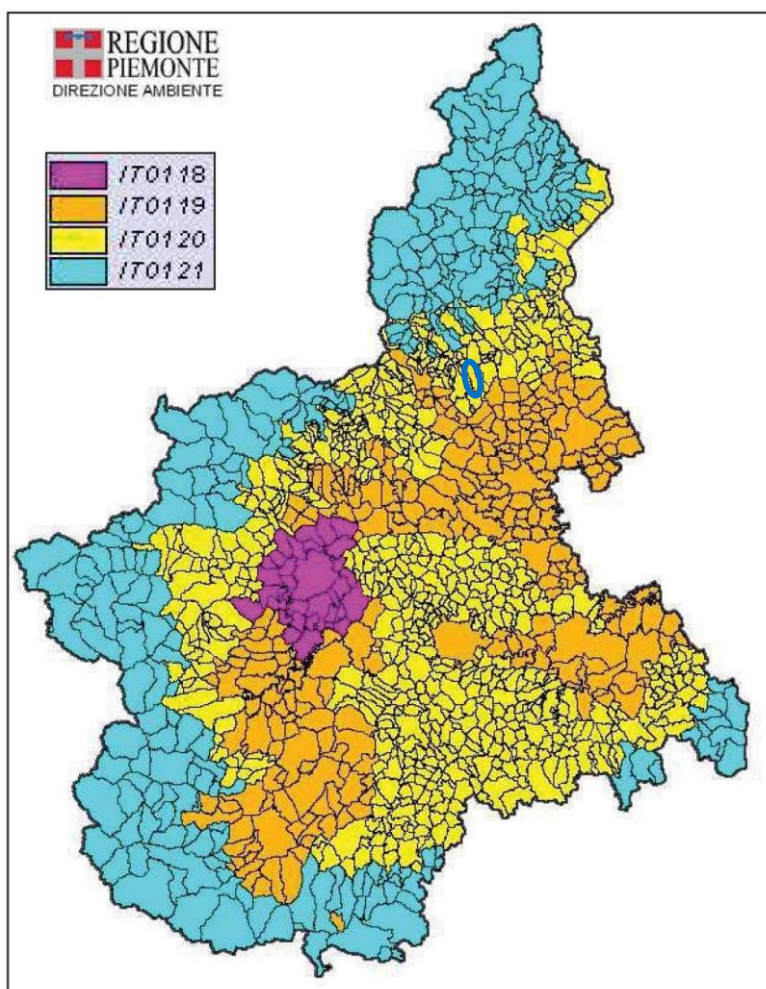 REGIONE
PIEMONTE
DIREZIONE AMBIENTE
IT0118
IT0119
IT0120
IT0121